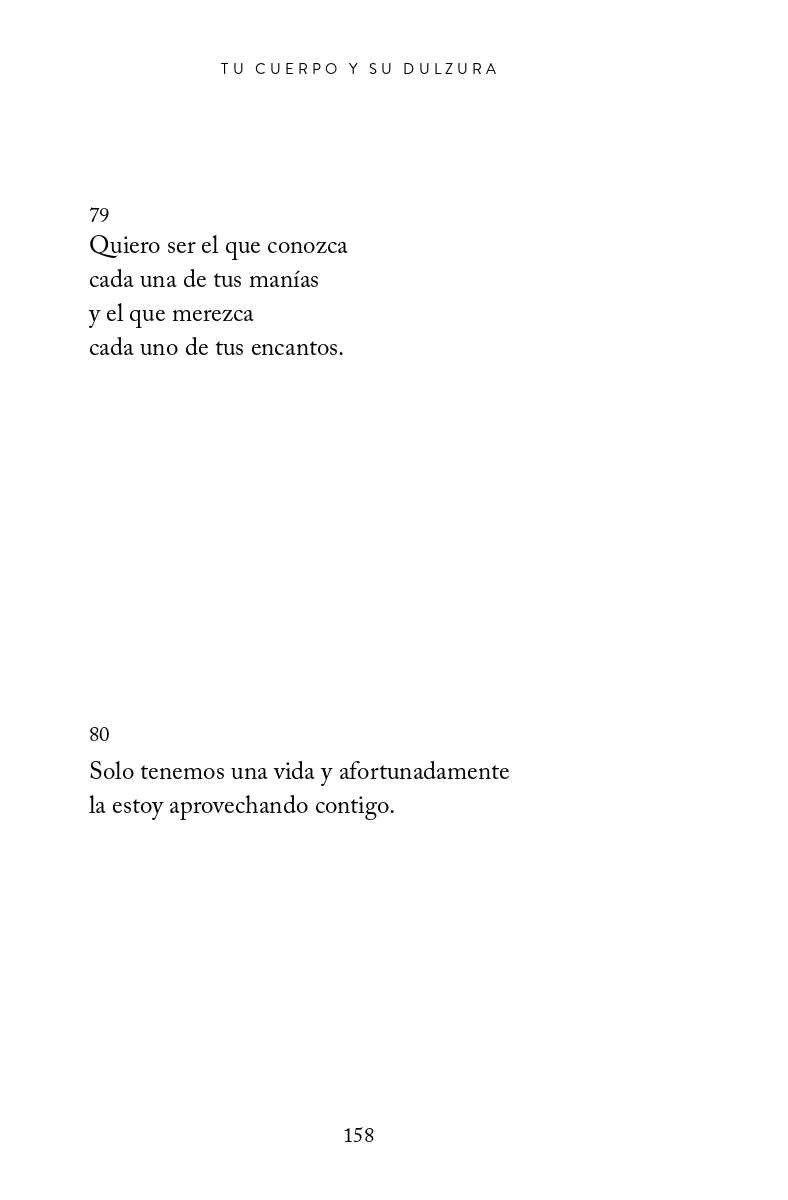 TU CUERPO Y SU DULZURA
79
Quiero ser el que conozca
cada una de tus manías
y el que merezca
cada uno de tus encantos.
80
Solo tenemos una vida y afortunadamente
la estoy aprovechando contigo.
158